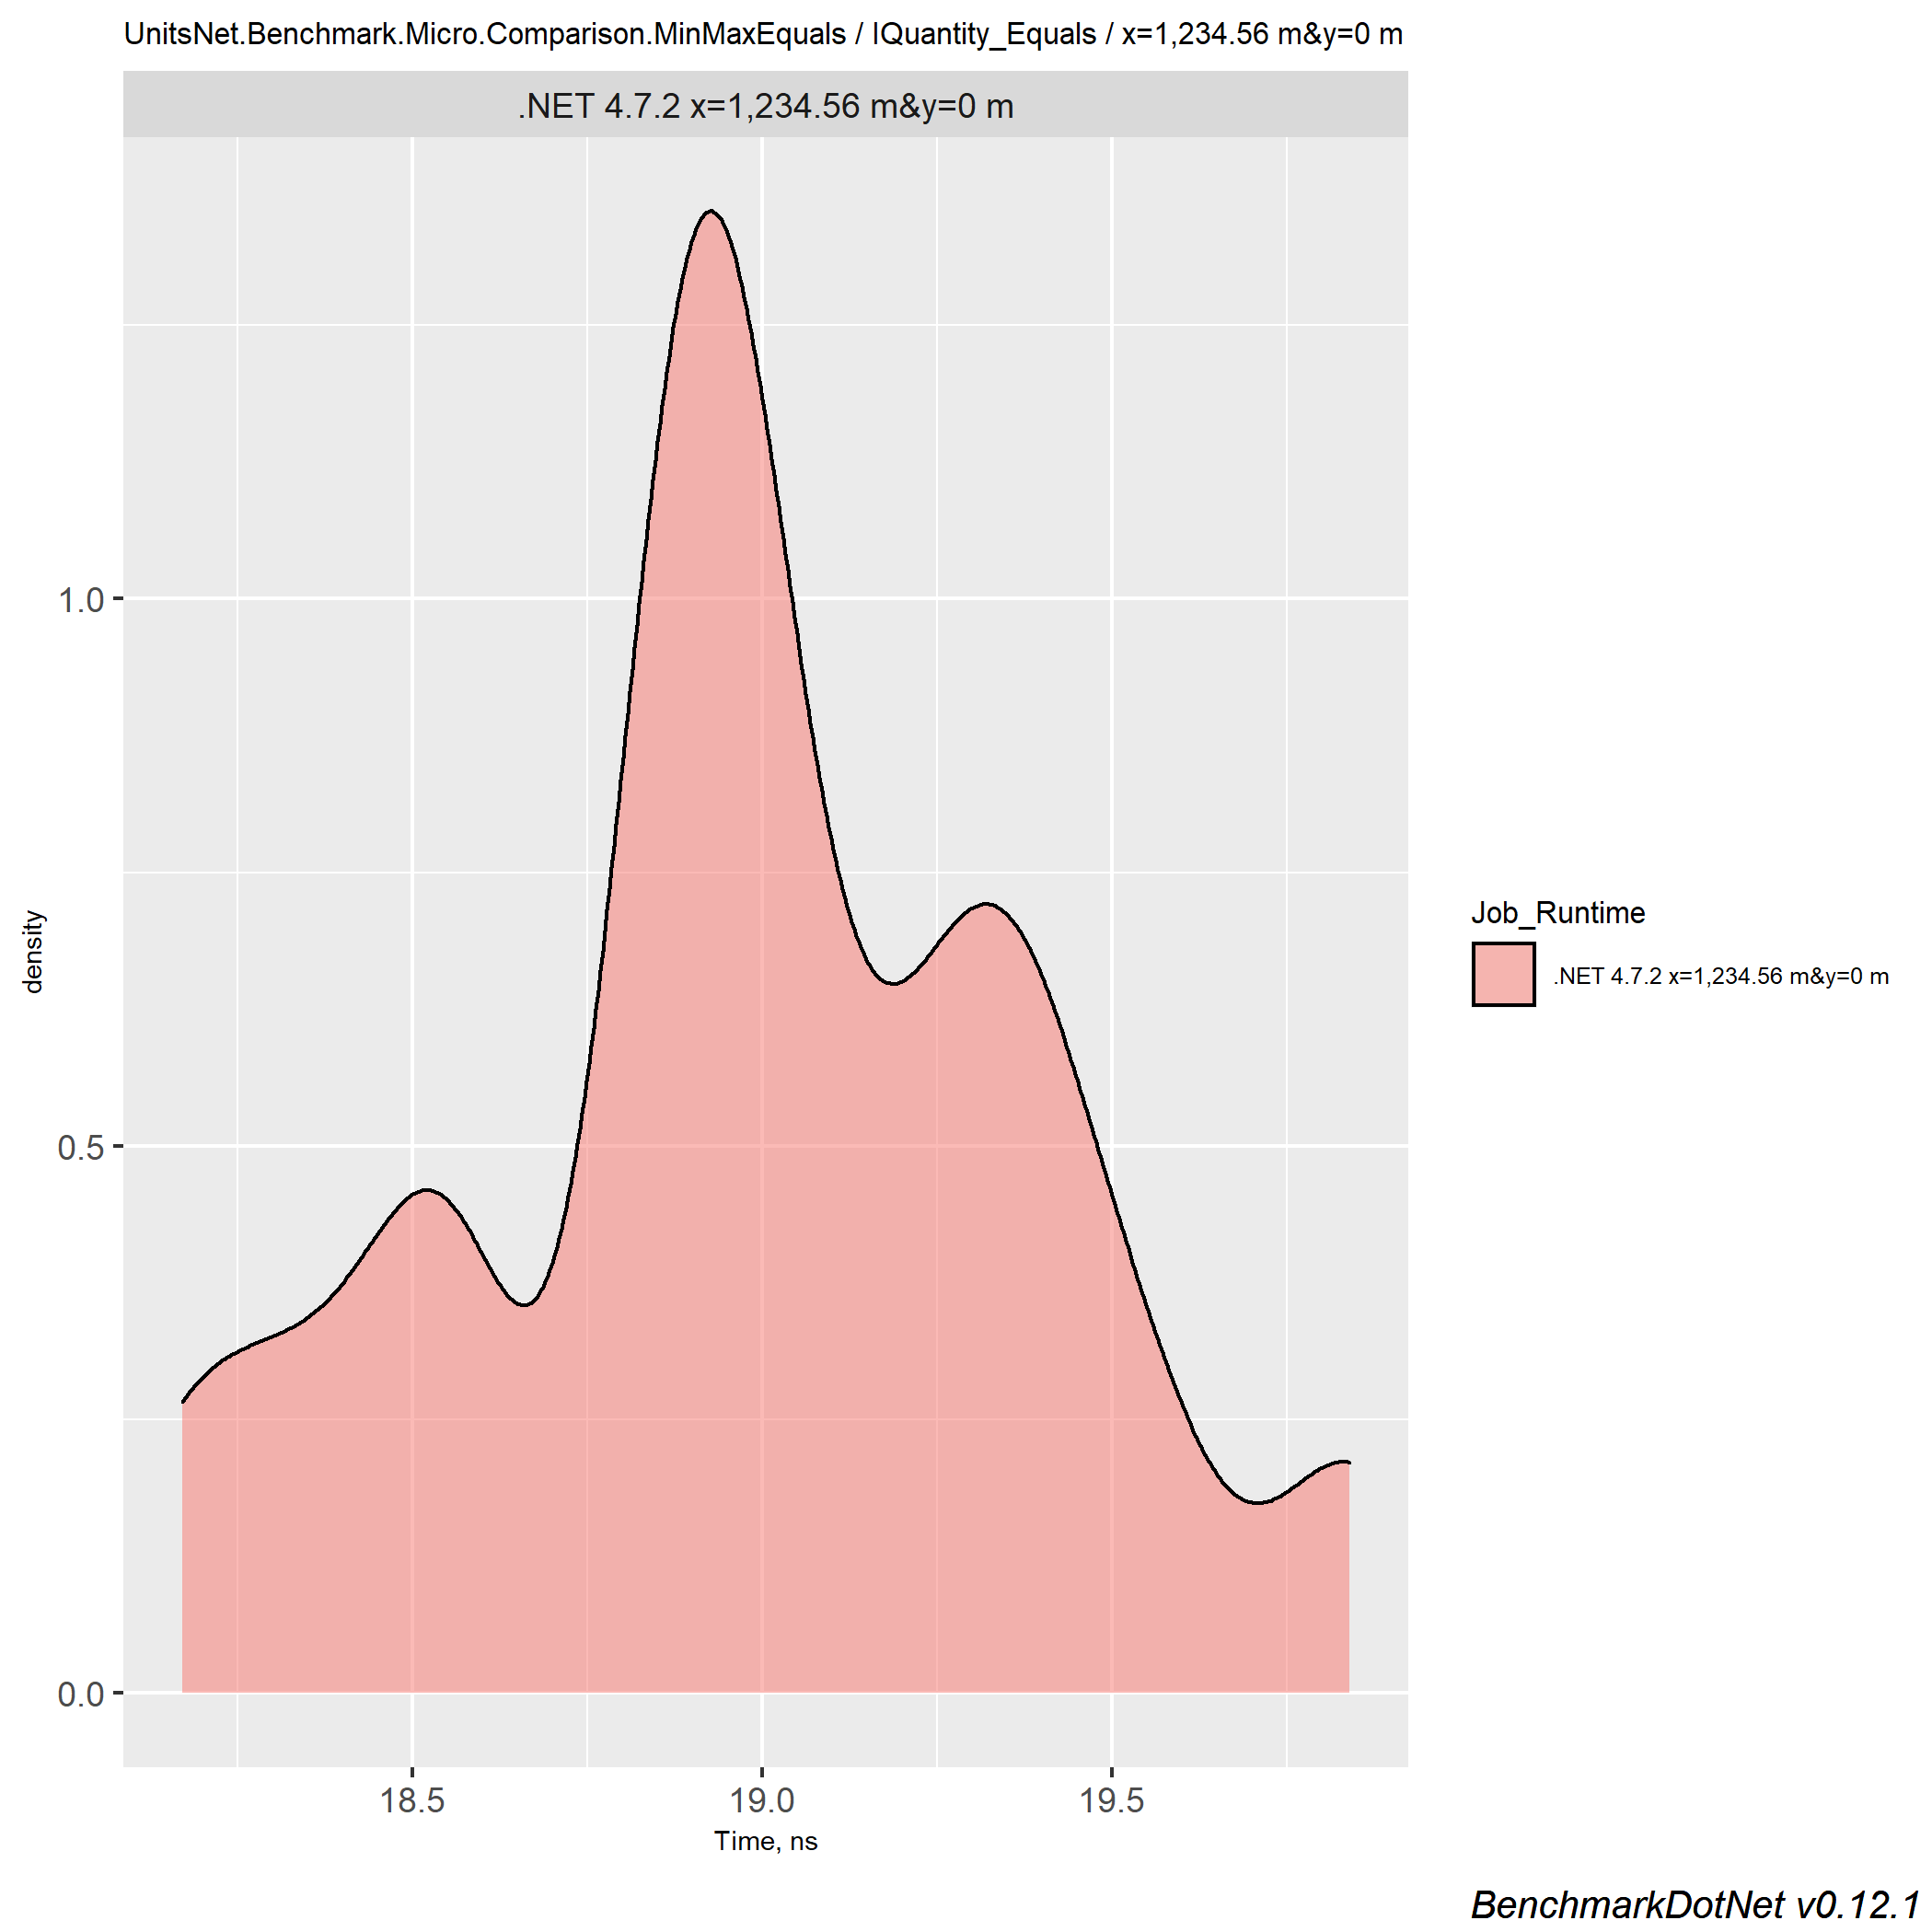 UnitsNet.Benchmark.Micro.Comparison.MinMaxEquals / IQuantity_Equals / x=1,234.56 m&y=0 m
.NET 4.7.2 x=1,234.56 m&y=0 m
1.0
0.5
0.0
density
18.5 19.0 19.5
Time, ns
Job_Runtime
.NET 4.7.2 x=1,234.56 m&y=0 m
BenchmarkDotNet v0.12.1